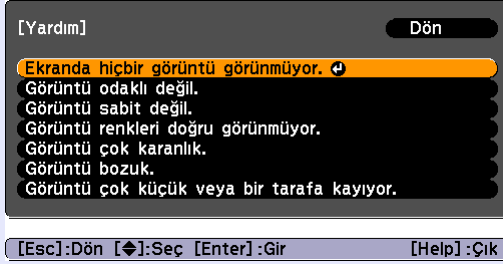 [Yardım] Dön
Ekranda hiçbir görüntü görünmüyor.
Görüntü odaklı değil.
Görüntü sabit değil.
Görüntü renkleri doğru görünmüyor.
Görüntü çok karanlık.
Görüntü bozuk.
Görüntü çok küçük veya bir tarafa kayıyor.
[Esc]:Dön [◆]:Seç [Enter]:Gir [Help]:Çık